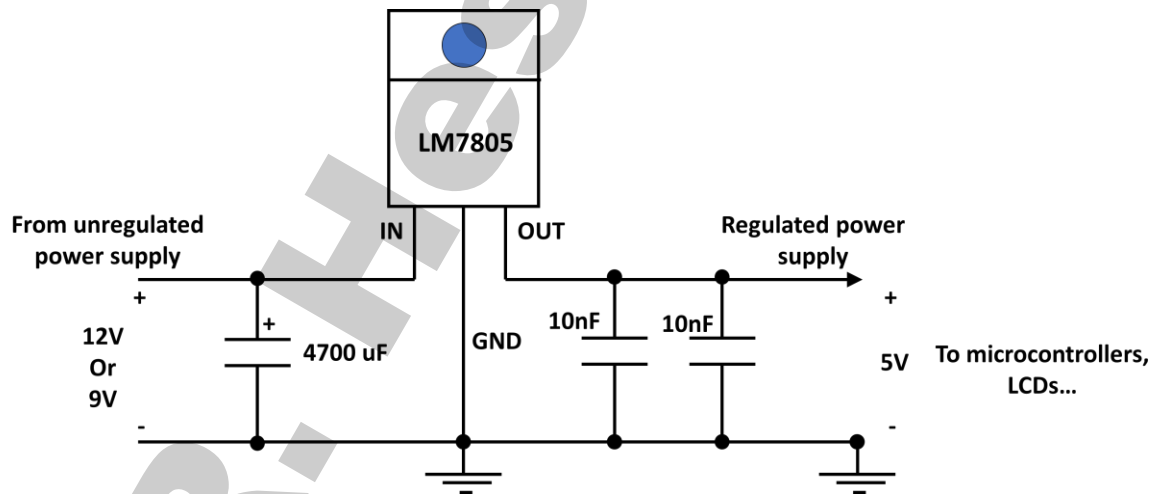 LM7805
From unregulated
power supply
IN
OUT
Regulated power
supply
+
+
+
12V
Or
9V
4700 uF
GND
10nF
10nF
5V
To microcontrollers,
LCDs...
-
-